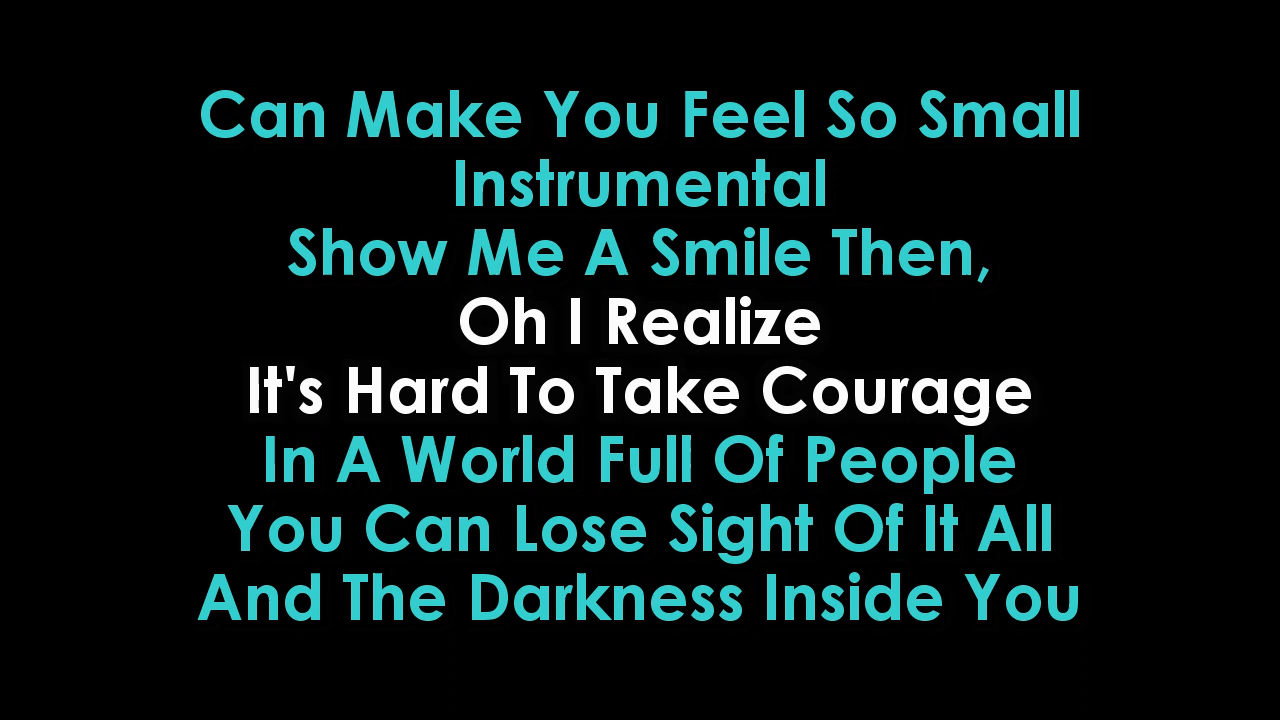 Can Make You Feel So Small
Instrumental
Show Me A Smile Then,
Oh I Realize
It's Hard To Take Courage
In A World Full Of People
You Can Lose Sight Of It All
And The Darkness Inside You